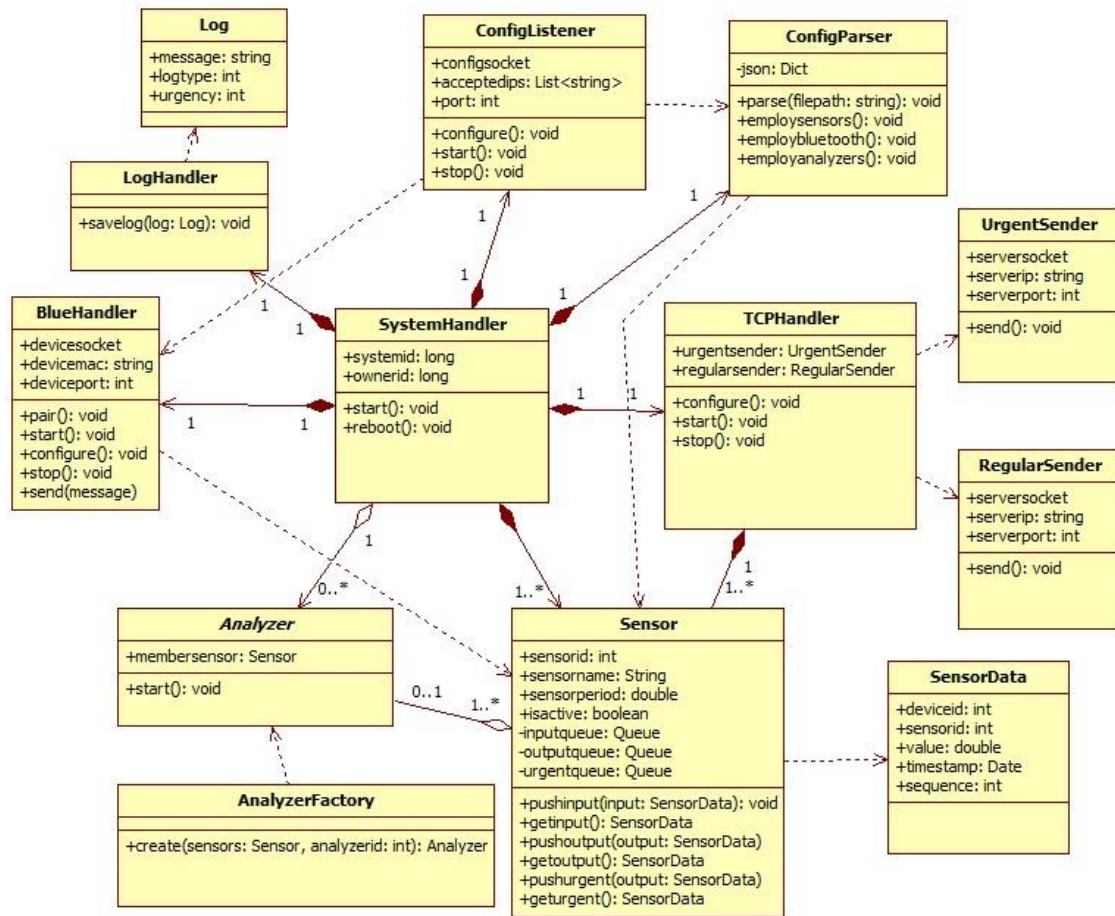 Log
+message: string
+logtype: int
+urgency: int
ConfigListener
+configsocket
+acceptedips: List<string>
+port: int
+configure(): void
+start(): void
+stop(): void
ConfigParser
-json: Dict
+parse(filepath: string): void
+employsensors(): void
+employbluetooth(): void
+employanalyzers(): void
LogHandler
+savelog(log: Log): void
UrgentSender
+serversocket
+serverip: string
+serverport: int
+send(): void
1
1
1
1
1
1
BlueHandler
+devicesocket
+devicemac: string
+deviceport: int
+pair(): void
+start(): void
+configure(): void
+stop(): void
+send(message)
SystemHandler
+systemid: long
+ownerid: long
+start(): void
+reboot(): void
TCPHandler
+urgentsender: UrgentSender
+regularsender: RegularSender
+configure(): void
+start(): void
+stop(): void
1
1
1
1
RegularSender
+serversocket
+serverip: string
+serverport: int
+send(): void
1
0..*
1..*
1
1..*
Analyzer
+membersensor: Sensor
+start(): void
0..1
1..*
Sensor
+sensorid: int
+sensorname: String
+sensorperiod: double
+isactive: boolean
-inputqueue: Queue
-outputqueue: Queue
-urgentqueue: Queue
+pushinput(input: SensorData): void
+getinput(): SensorData
+pushoutput(output: SensorData)
+getoutput(): SensorData
+pushurgent(output: SensorData)
+geturgent(): SensorData
SensorData
+deviceid: int
+sensorid: int
+value: double
+timestamp: Date
+sequence: int
AnalyzerFactory
+create(sensors: Sensor, analyzerid: int): Analyzer